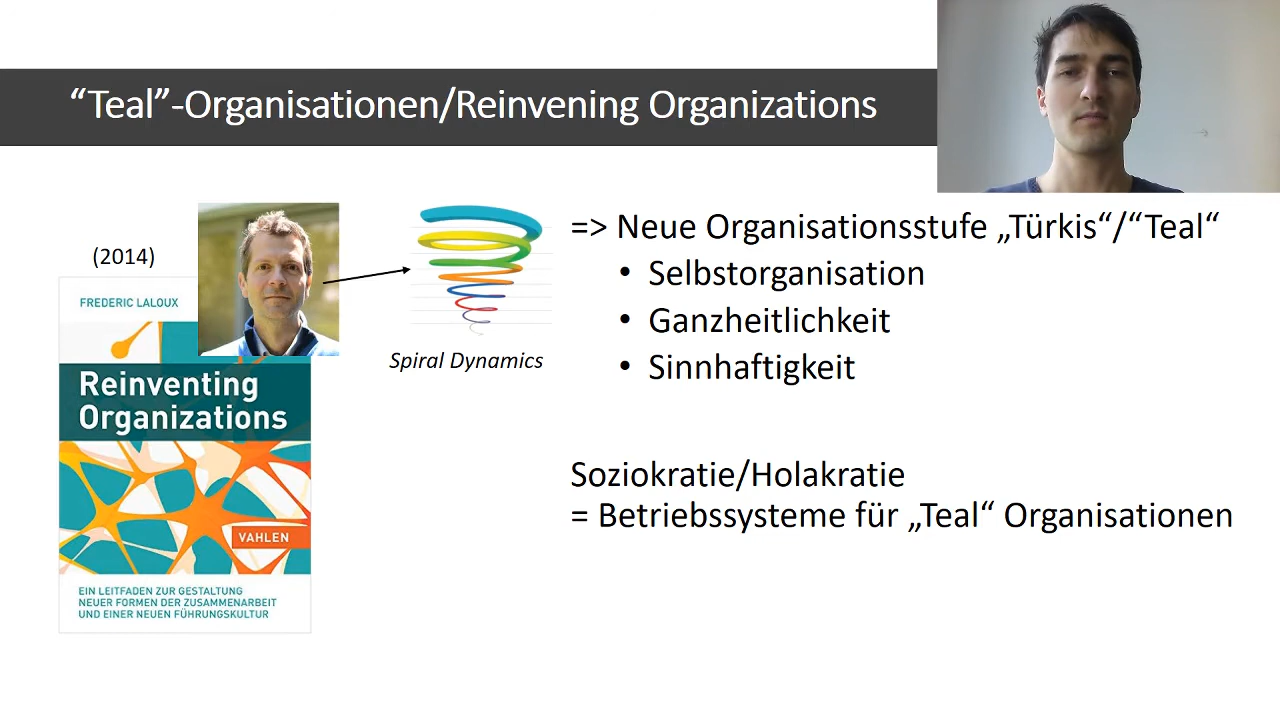 “Teal”-Organisationen/Reinvening Organizations
(2014)
FREDERIC LALOUX
Reinventing
Organizations
VAHLEN
EIN LEITFADEN ZUR GESTALTUNG
NEUER FORMEN DER ZUSAMMENARBEIT
UND EINER NEUEN FÜHRUNGSKULTUR
Spiral Dynamics
=> Neue Organisationsstufe „Türkis“/“Teal“
• Selbstorganisation
• Ganzheitlichkeit
• Sinnhaftigkeit
Soziokratie/Holakratie
= Betriebssysteme für „Teal“ Organisationen